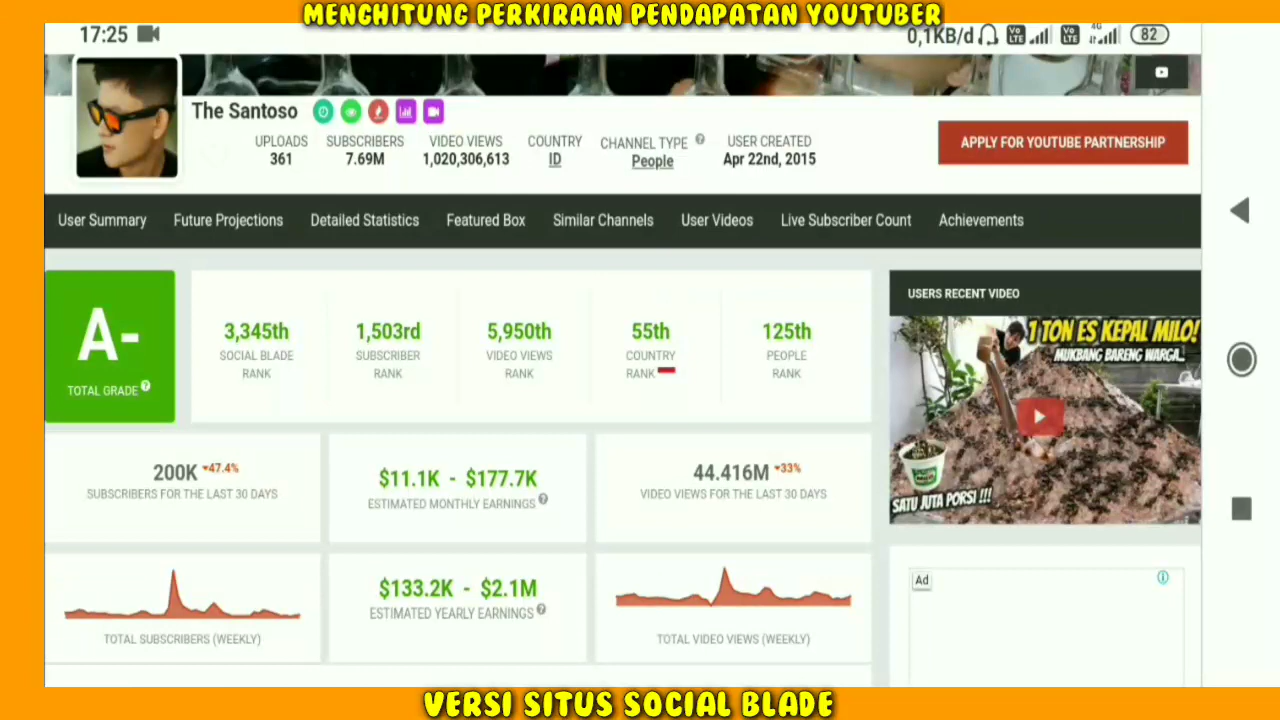 MENGHITUNG PERKIRAAN PENDAPATAN YOUTUBER
17:25
0,1KB/d
Vo LTE
Vo LTE
4G
82
The Santoso
UPLOADS
361
SUBSCRIBERS
7.69M
VIDEO VIEWS
1,020,306,613
COUNTRY
ID
CHANNEL TYPE
People
USER CREATED
Apr 22nd, 2015
APPLY FOR YOUTUBE PARTNERSHIP
User Summary
Future Projections
Detailed Statistics
Featured Box
Similar Channels
User Videos
Live Subscriber Count
Achievements
A-
TOTAL GRADE
3,345th
SOCIAL BLADE
RANK
1,503rd
SUBSCRIBER
RANK
5,950th
VIDEO VIEWS
RANK
55th
COUNTRY
RANK
125th
PEOPLE
RANK
USERS RECENT VIDEO
1 TON ES KEPAL MILO!
MUKBANG BARENG WARGA...
SATU JUTA PORSI !!!
200K 47.4%
SUBSCRIBERS FOR THE LAST 30 DAYS
$11.1K - $177.7K
ESTIMATED MONTHLY EARNINGS
44.416M 33%
VIDEO VIEWS FOR THE LAST 30 DAYS
TOTAL SUBSCRIBERS (WEEKLY)
$133.2K - $2.1M
ESTIMATED YEARLY EARNINGS
TOTAL VIDEO VIEWS (WEEKLY)
Ad
VERSI SITUS SOCIAL BLADE